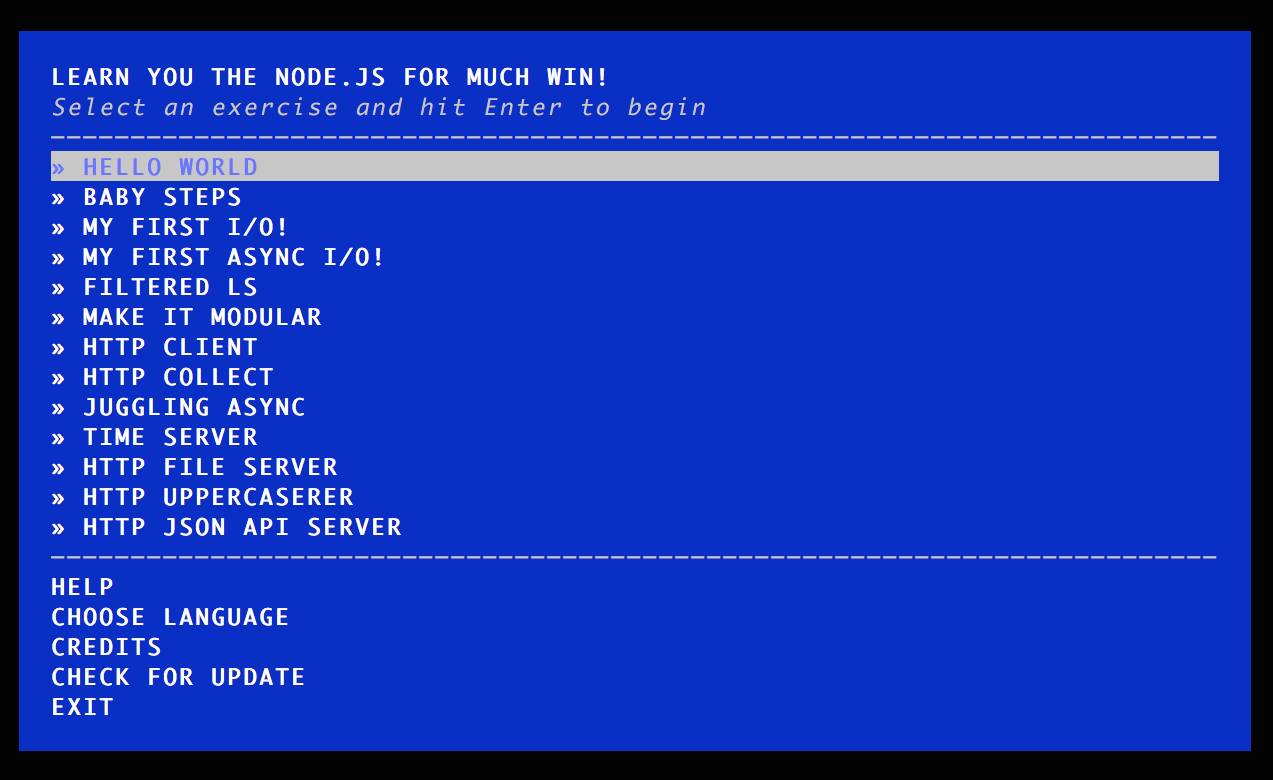 LEARN YOU THE NODE.JS FOR MUCH WIN!
Select an exercise and hit Enter to begin
» HELLO WORLD
» BABY STEPS
» MY FIRST I/O!
» MY FIRST ASYNC I/O!
» FILTERED LS
» MAKE IT MODULAR
» HTTP CLIENT
» HTTP COLLECT
» JUGGLING ASYNC
» TIME SERVER
» HTTP FILE SERVER
» HTTP UPPERCASERER
» HTTP JSON API SERVER
HELP
CHOOSE LANGUAGE
CREDITS
CHECK FOR UPDATE
EXIT